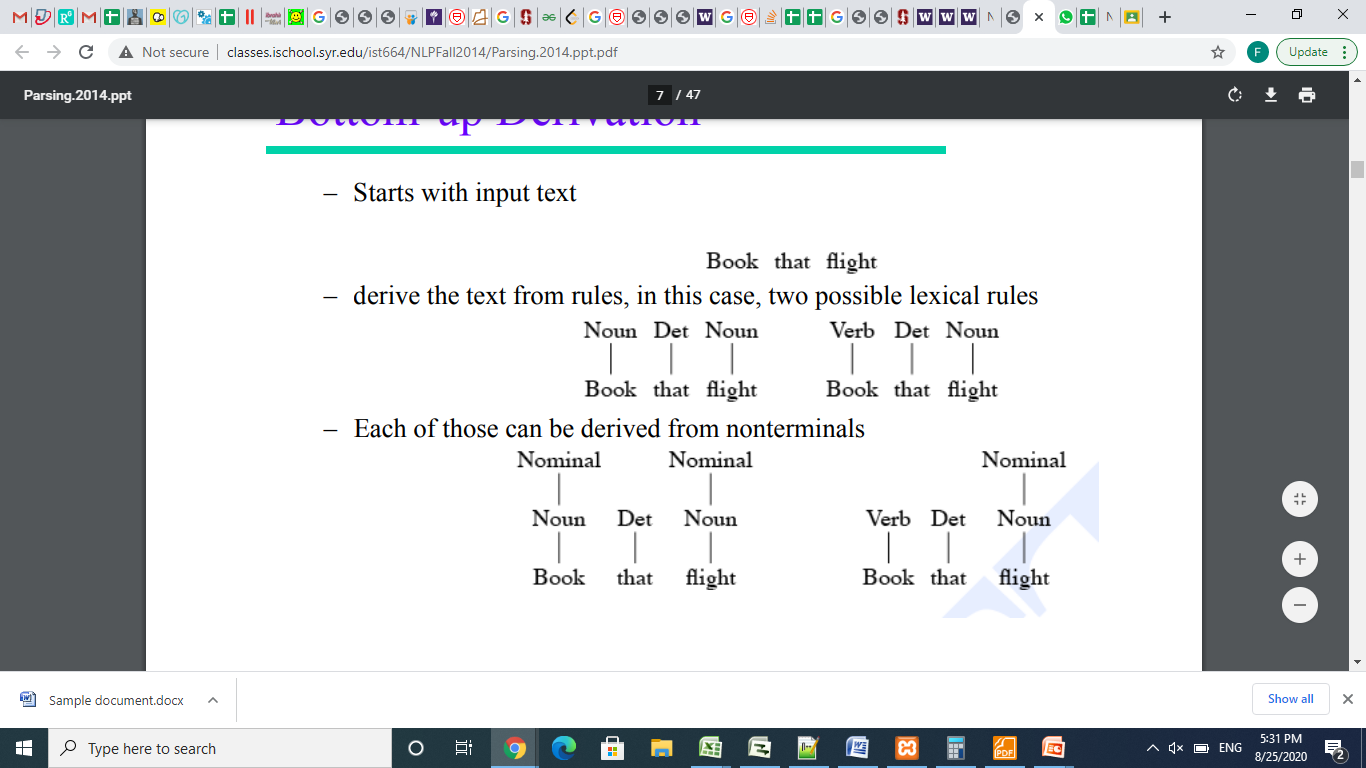 Not secure | classes.ischool.syr.edu/ist664/NLPFall2014/Parsing.2014.ppt.pdf
F
Update
Parsing.2014.ppt
7 / 47
Bottom-up Derivation
– Starts with input text
Book that flight
– derive the text from rules, in this case, two possible lexical rules
Noun Det Noun Verb Det Noun
Book that flight Book that flight
– Each of those can be derived from nonterminals
Nominal Nominal Nominal
Noun Det Noun Verb Det Noun
Book that flight Book that flight
Sample document.docx
Show all
Type here to search
ENG
5:31 PM
8/25/2020
2